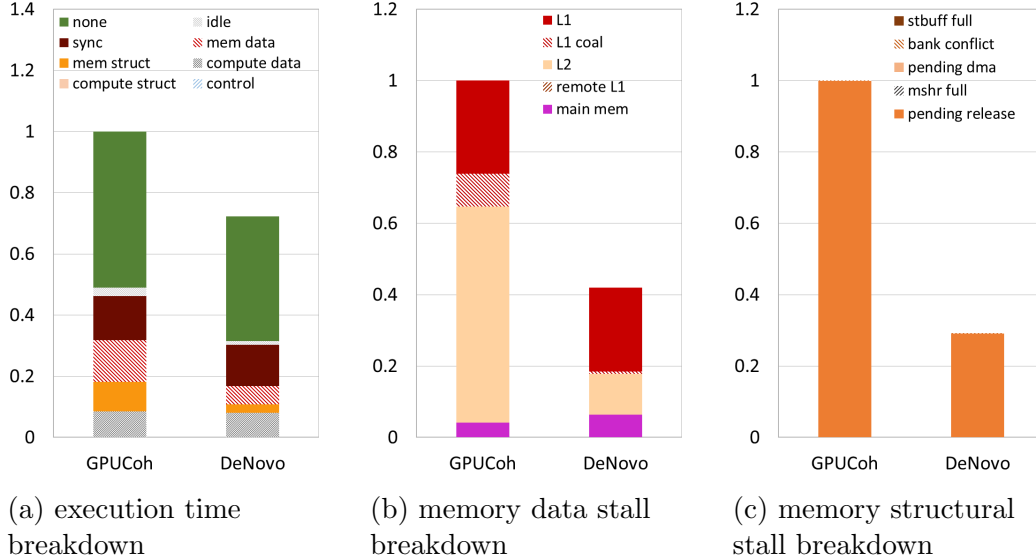 1.4
1.2
1
0.8
0.6
0.4
0.2
0
none
idle
sync
mem data
mem struct
compute data
compute struct
control
GPUCoh
DeNovo
(a) execution time
breakdown
1.2
1
0.8
0.6
0.4
0.2
0
L1
L1 coal
L2
remote L1
main mem
GPUCoh
DeNovo
(b) memory data stall
breakdown
1.2
1
0.8
0.6
0.4
0.2
0
stbuff full
bank conflict
pending dma
mshr full
pending release
GPUCoh
DeNovo
(c) memory structural
stall breakdown